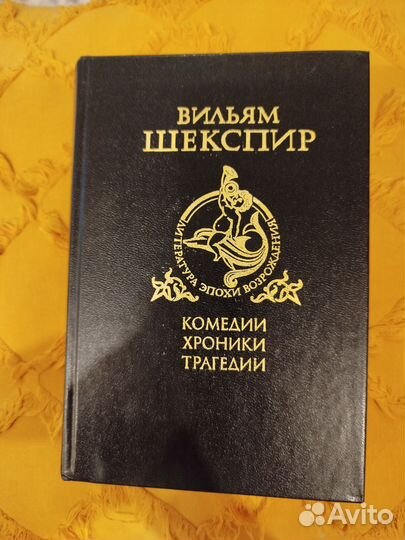 ВИЛЬЯМ
ШЕКСПИР
ЛИТЕРАТУРА ЭПОХИ ВОЗРОЖДЕНИЯ
КОМЕДИИ
ХРОНИКИ
ТРАГЕДИИ
Avito